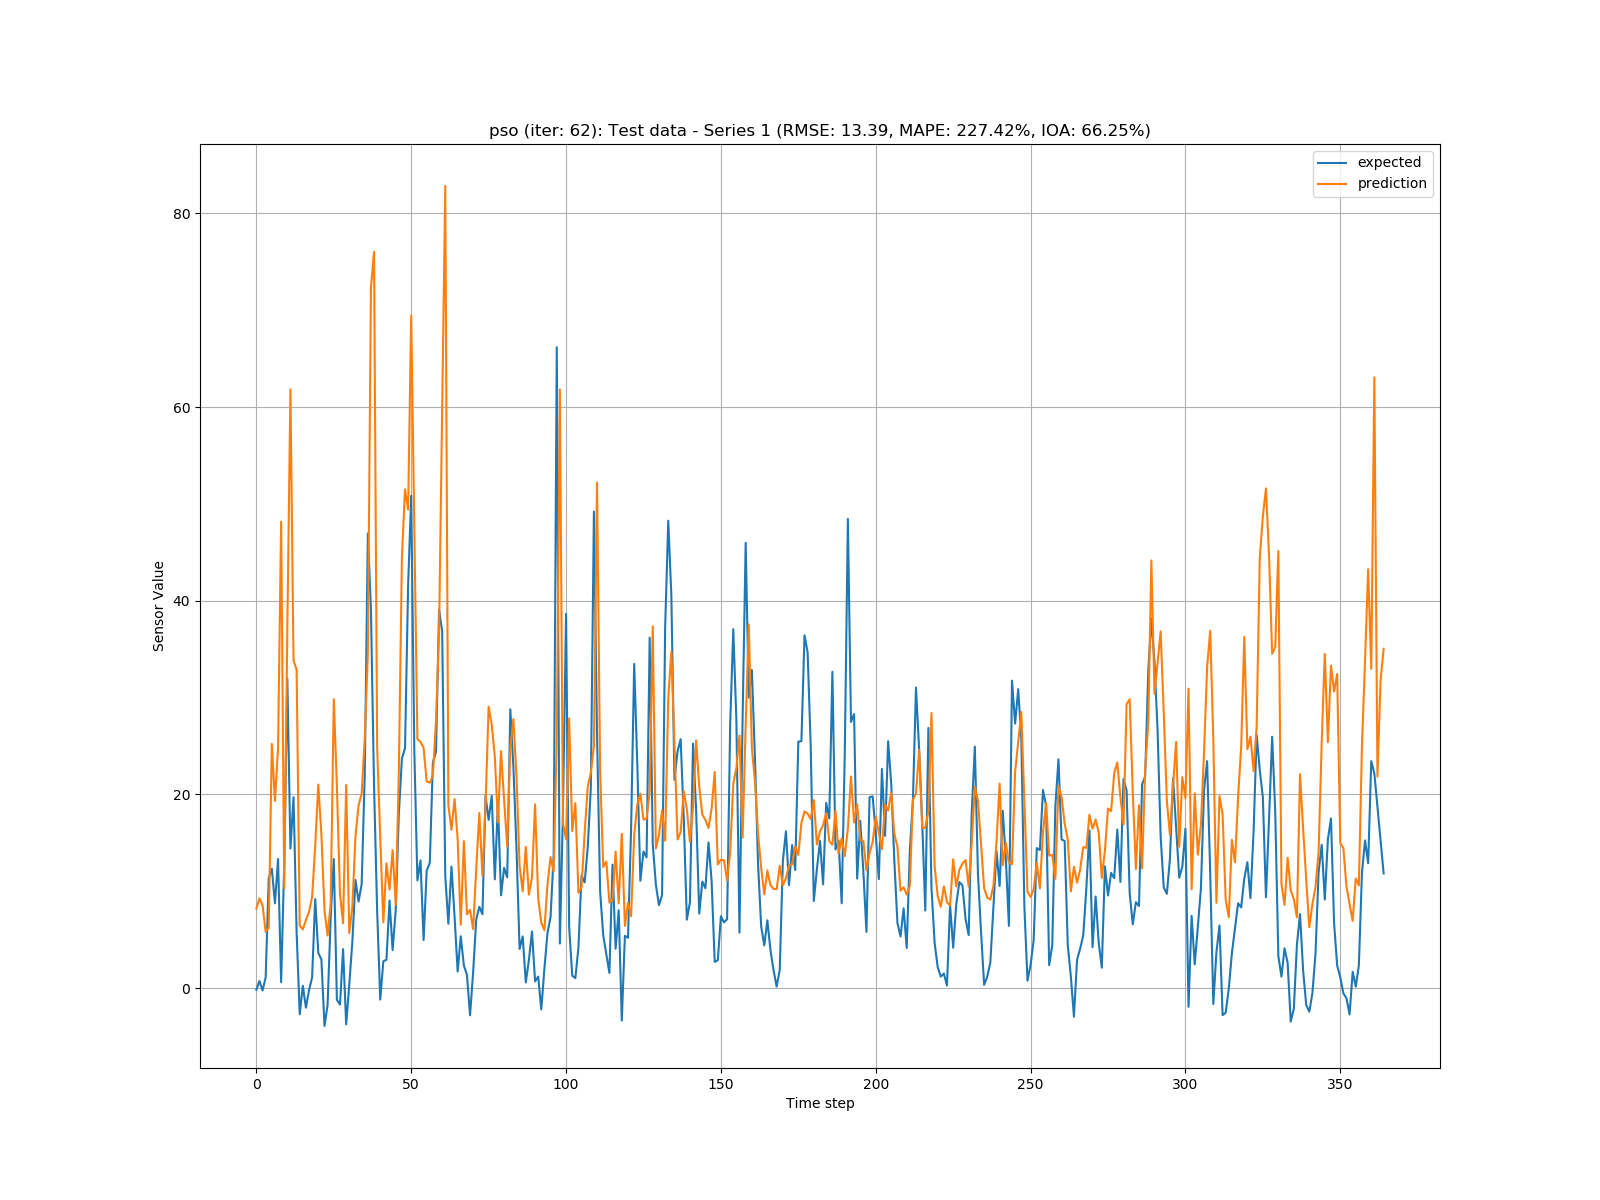 pso (iter: 62): Test data - Series 1 (RMSE: 13.39, MAPE: 227.42%, IOA: 66.25%)
expected
prediction
80
60
40
20
0
Sensor Value
0 50 100 150 200 250 300 350
Time step